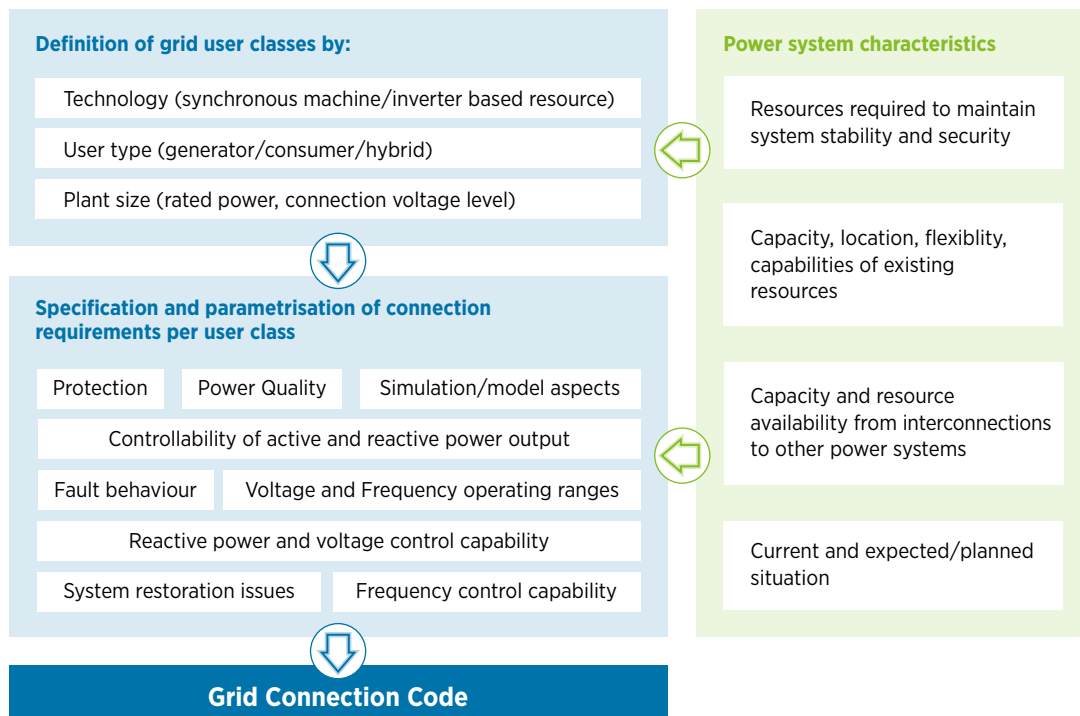 Definition of grid user classes by:
Technology (synchronous machine/inverter based resource)
User type (generator/consumer/hybrid)
Plant size (rated power, connection voltage level)
Specification and parametrisation of connection
requirements per user class
Protection
Power Quality
Simulation/model aspects
Controllability of active and reactive power output
Fault behaviour
Voltage and Frequency operating ranges
Reactive power and voltage control capability
System restoration issues
Frequency control capability
Grid Connection Code
Power system characteristics
Resources required to maintain
system stability and security
Capacity, location, flexiblity,
capabilities of existing
resources
Capacity and resource
availability from interconnections
to other power systems
Current and expected/planned
situation